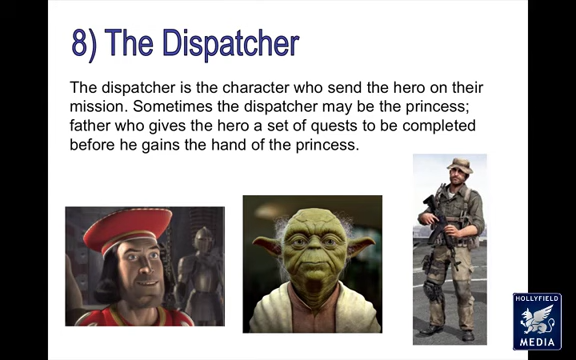 8) The Dispatcher
The dispatcher is the character who send the hero on their
mission. Sometimes the dispatcher may be the princess;
father who gives the hero a set of quests to be completed
before he gains the hand of the princess.
HOLLYFIELD
MEDIA